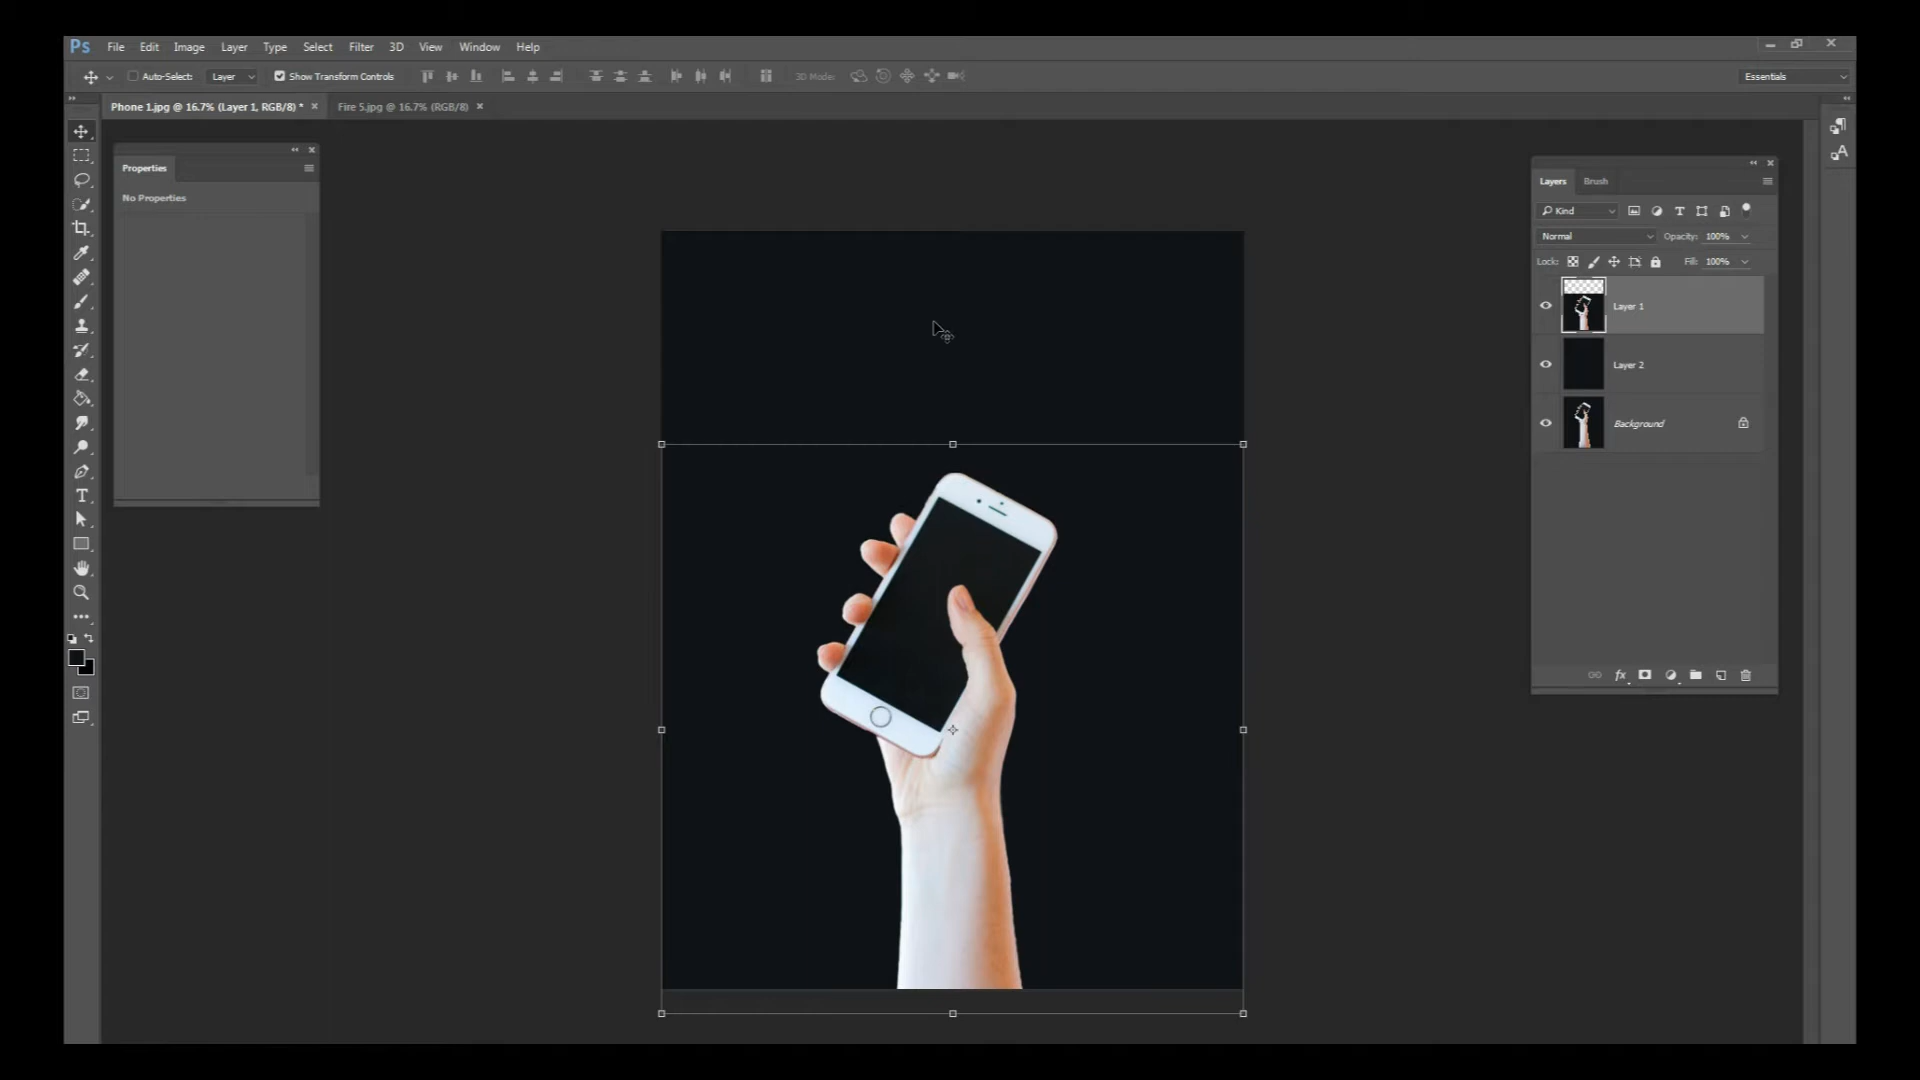 Ps File Edit Image Layer Type Select Filter 3D View Window Help
Auto-Select: Layer Show Transform Controls 3D Mode: Essentials
Phone 1.jpg @ 16.7% (Layer 1, RGB/8) * Fire 5.jpg @ 16.7% (RGB/8)
Properties
No Properties
Layers Brush
Kind
Normal Opacity: 100%
Lock: Fill: 100%
Layer 1
Layer 2
Background